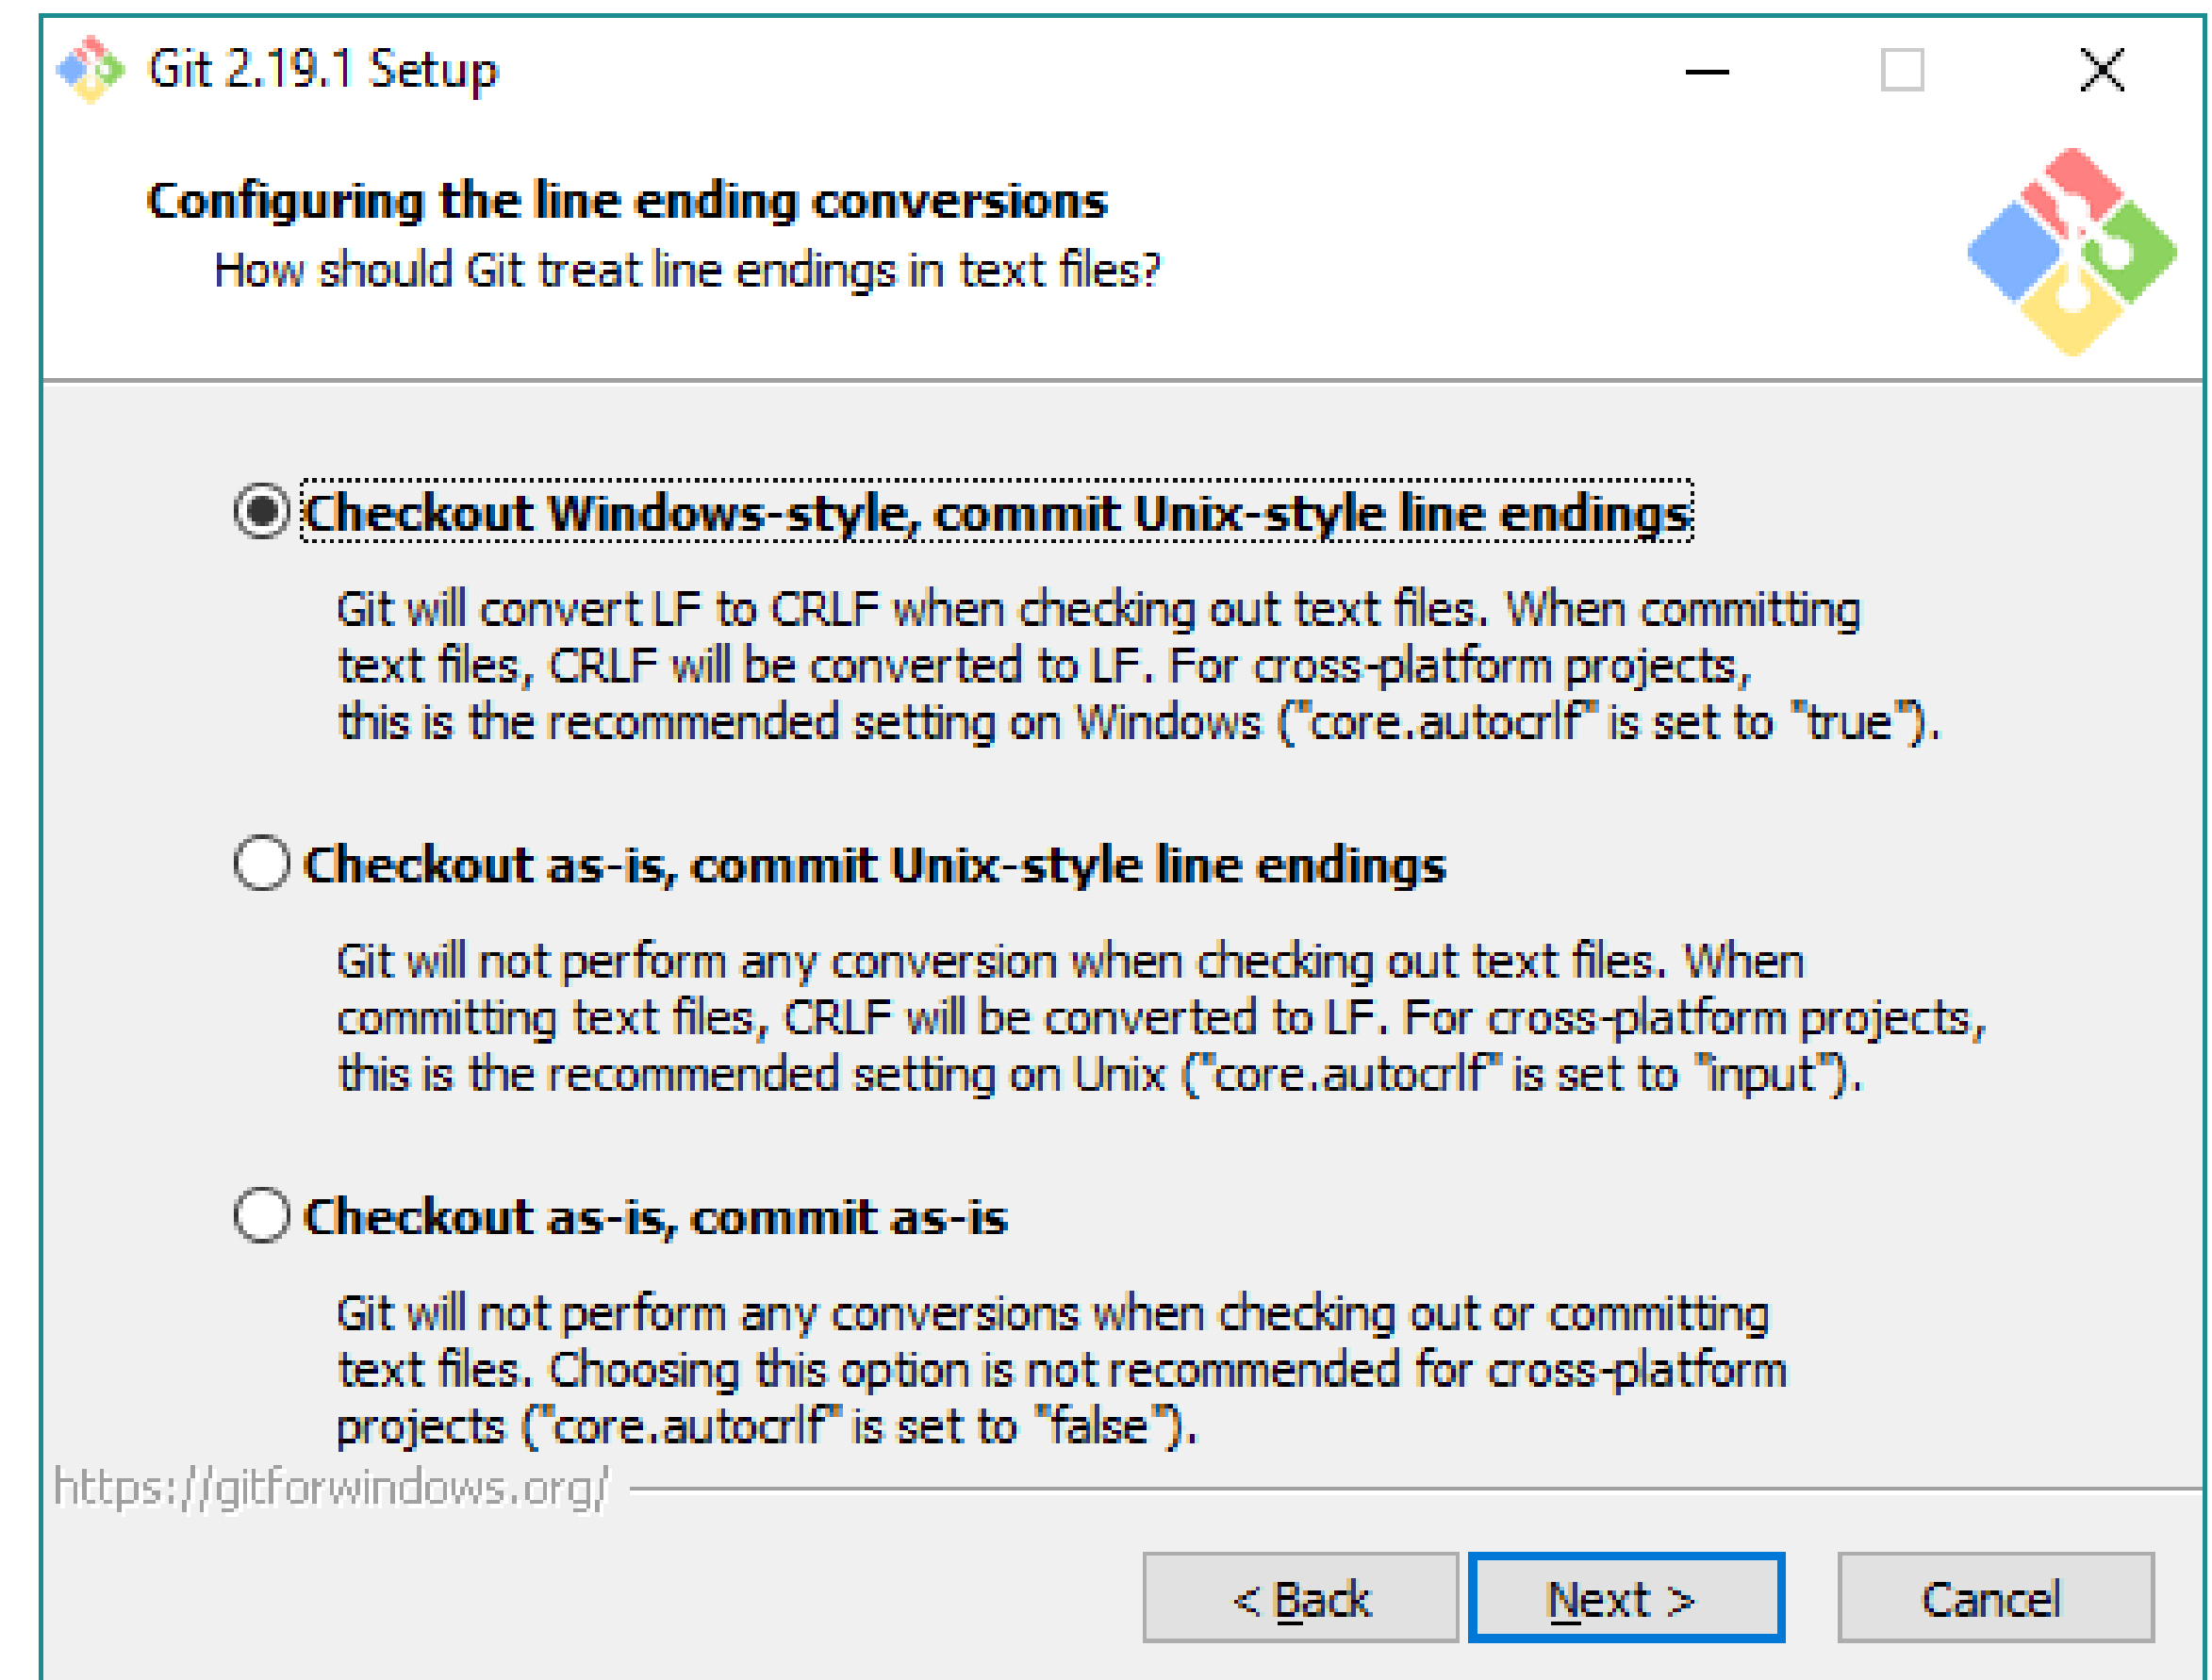 Git 2.19.1 Setup
Configuring the line ending conversions
How should Git treat line endings in text files?
Checkout Windows-style, commit Unix-style line endings
Git will convert LF to CRLF when checking out text files. When committing
text files, CRLF will be converted to LF. For cross-platform projects,
this is the recommended setting on Windows ("core.autocrlf" is set to "true").
Checkout as-is, commit Unix-style line endings
Git will not perform any conversion when checking out text files. When
committing text files, CRLF will be converted to LF. For cross-platform projects,
this is the recommended setting on Unix ("core.autocrlf" is set to "input").
Checkout as-is, commit as-is
Git will not perform any conversions when checking out or committing
text files. Choosing this option is not recommended for cross-platform
projects ("core.autocrlf" is set to "false").
https://gitforwindows.org/
< Back
Next >
Cancel